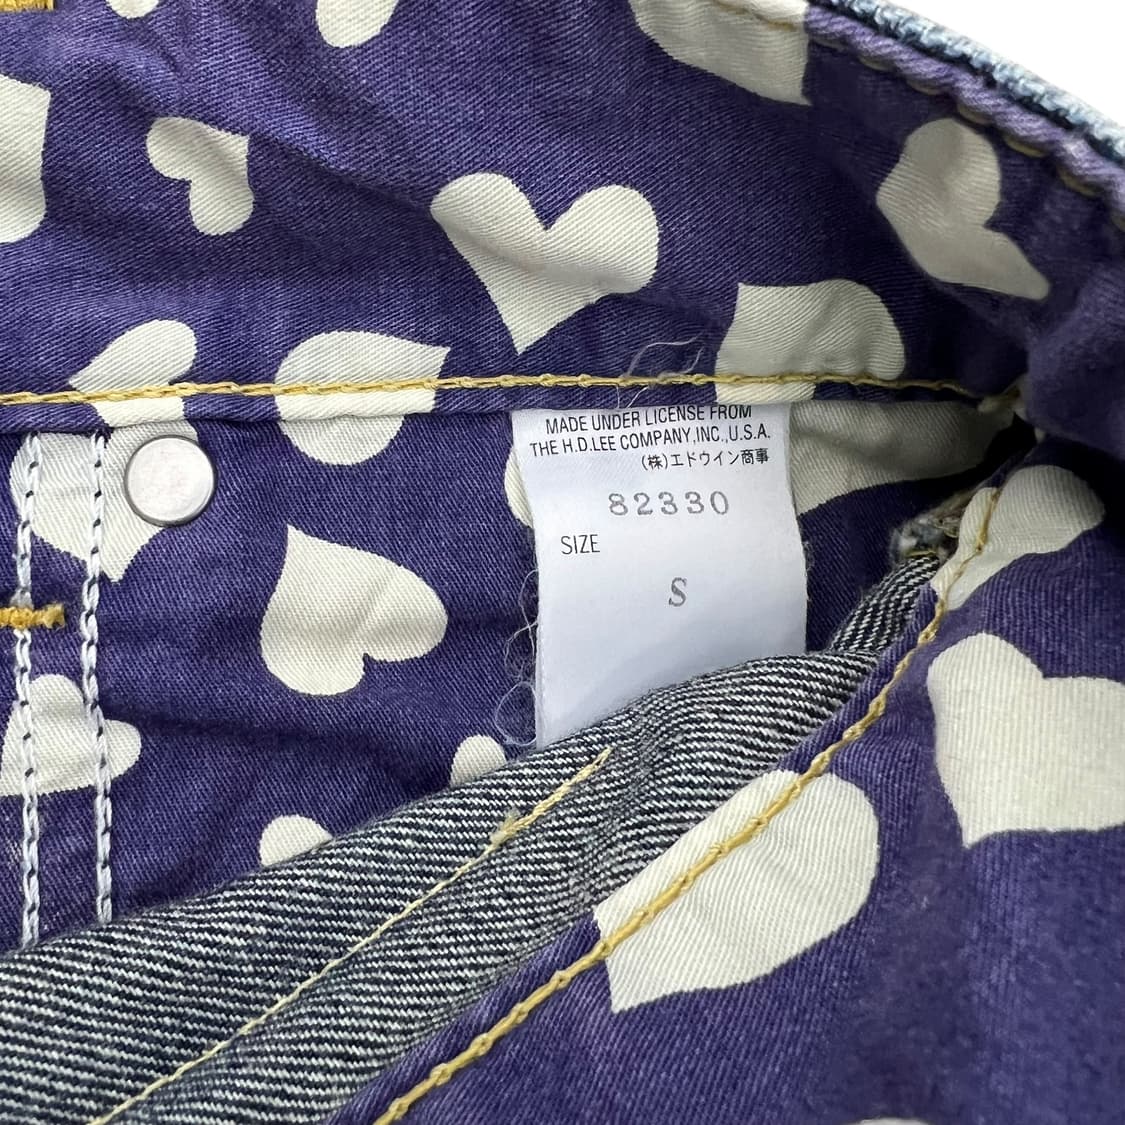 MADE UNDER LICENSE FROM
THE H.D.LEE COMPANY,INC.,U.S.A.
(株)エドウイン商事
82330
SIZE
S